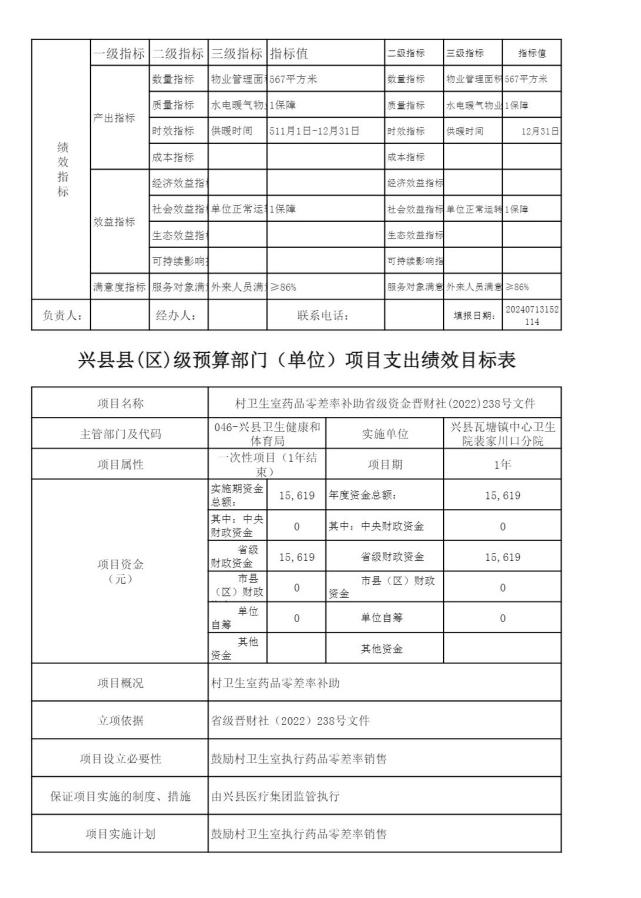 一级指标 二级指标 三级指标 指标值 二级指标 三级指标 指标值
绩效指标
产出指标
数量指标 物业管理面积 567平方米 数量指标 物业管理面积 567平方米
质量指标 水电暖气物业 1保障 质量指标 水电暖气物业 1保障
时效指标 供暖时间 511月1日-12月31日 时效指标 供暖时间 12月31日
成本指标 成本指标
效益指标
经济效益指标 经济效益指标
社会效益指标 单位正常运转 1保障 社会效益指标 单位正常运转 1保障
生态效益指标 生态效益指标
可持续影响指 可持续影响指
满意度指标 服务对象满意 外来人员满意 ≥86% 服务对象满意 外来人员满意 ≥86%
负责人: 经办人: 联系电话: 填报日期: 20240713152
114
兴县县(区)级预算部门（单位）项目支出绩效目标表
项目名称 村卫生室药品零差率补助省级资金晋财社(2022)238号文件
主管部门及代码 046-兴县卫生健康和
体育局 实施单位 兴县瓦塘镇中心卫生
院裴家川口分院
项目属性 一次性项目（1年结
束） 项目期 1年
项目资金
（元）
实施期资金
总额: 15,619 年度资金总额: 15,619
其中: 中央
财政资金 0 其中: 中央财政资金 0
省级
财政资金 15,619 省级财政资金 15,619
市县
（区）财政 0 市县（区）财政
资金 0
单位
自筹 0 单位自筹 0
其他
资金 其他资金
项目概况 村卫生室药品零差率补助
立项依据 省级晋财社（2022）238号文件
项目设立必要性 鼓励村卫生室执行药品零差率销售
保证项目实施的制度、措施 由兴县医疗集团监管执行
项目实施计划 鼓励村卫生室执行药品零差率销售